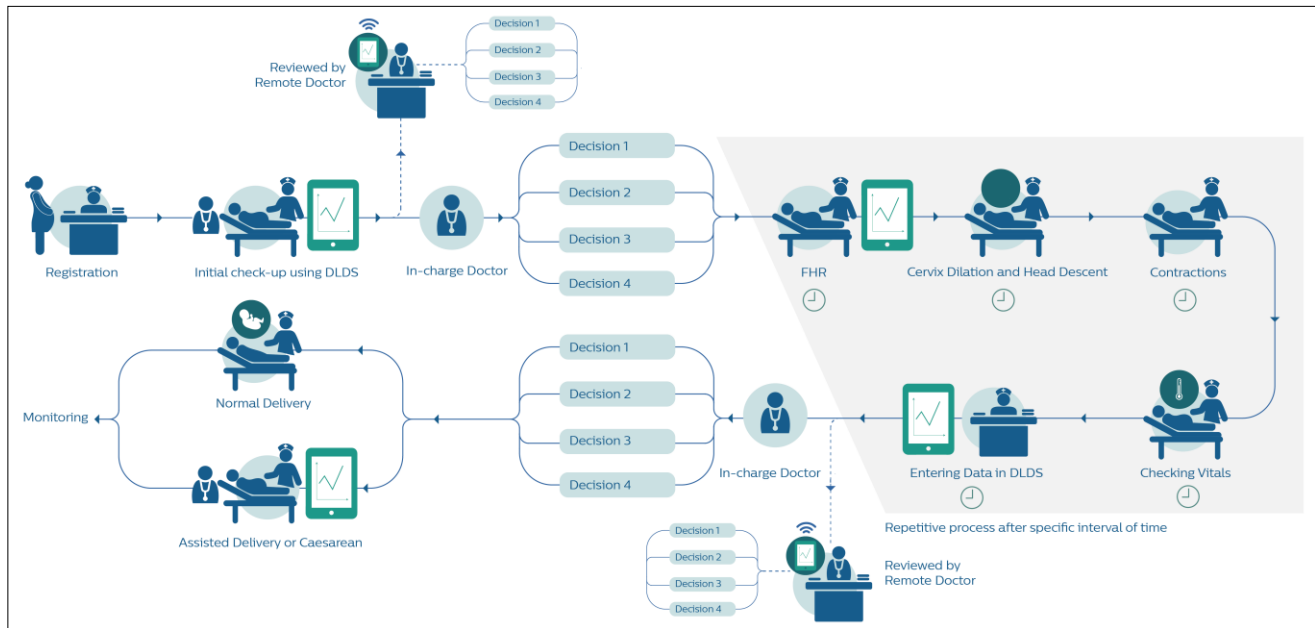 Decision 1
Decision 2
Decision 3
Decision 4
Reviewed by
Remote Doctor
Registration
Initial check-up using DLDS
In-charge Doctor
Decision 1
Decision 2
Decision 3
Decision 4
FHR
Cervix Dilation and Head Descent
Contractions
Checking Vitals
Entering Data in DLDS
Repetitive process after specific interval of time
In-charge Doctor
Reviewed by
Remote Doctor
Decision 1
Decision 2
Decision 3
Decision 4
Decision 1
Decision 2
Decision 3
Decision 4
Normal Delivery
Assisted Delivery or Caesarean
Monitoring